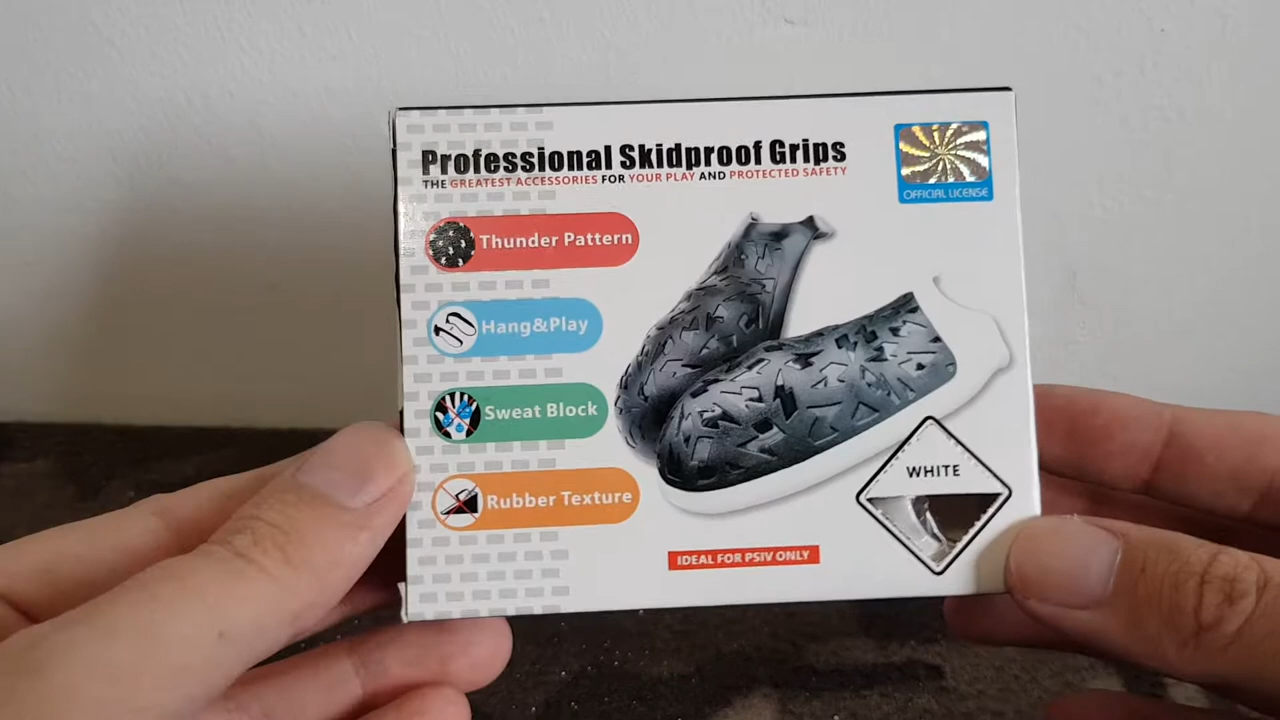 Professional Skidproof Grips
THE GREATEST ACCESSORIES FOR YOUR PLAY AND PROTECTED SAFETY
OFFICIAL LICENSE
Thunder Pattern
Hang&Play
Sweat Block
Rubber Texture
WHITE
IDEAL FOR PSIV ONLY